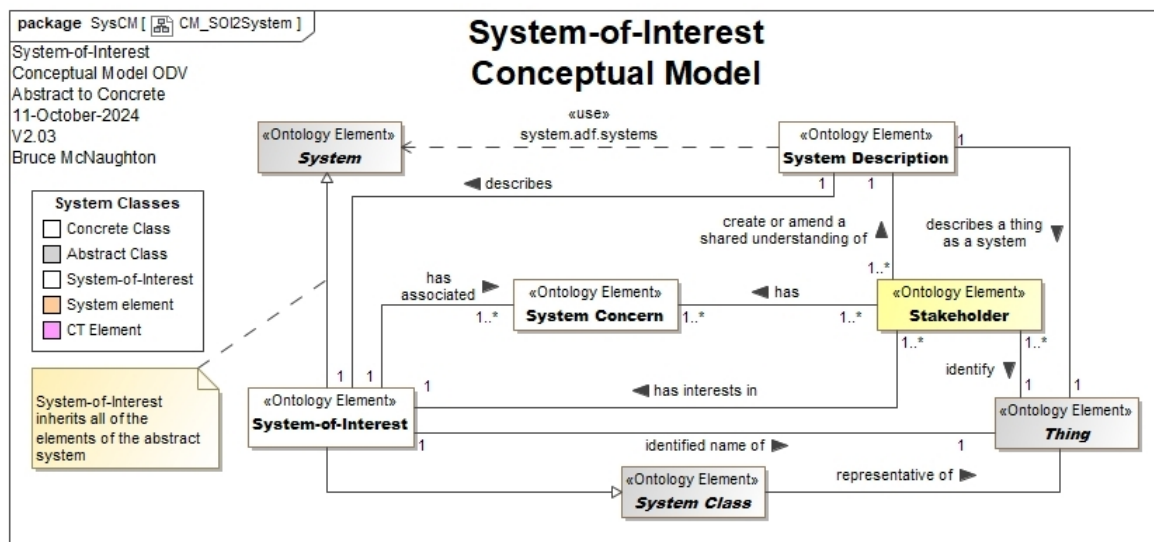 package SysCM [ CM_SOI2System ]
System-of-Interest
Conceptual Model ODV
Abstract to Concrete
11-October-2024
V2.03
Bruce McNaughton
System-of-Interest
Conceptual Model
«use»
system.adf.systems
«Ontology Element»
System
«Ontology Element»
System Description
1
describes
1
1
System Classes
Concrete Class
Abstract Class
System-of-Interest
System element
CT Element
create or amend a
shared understanding of
describes a thing
as a system
1..*
has
associated
1..*
«Ontology Element»
System Concern
1..*
has
1..*
«Ontology Element»
Stakeholder
1..*
1..*
identify
1
1
System-of-Interest
inherits all of the
elements of the abstract
system
1
1
1
has interests in
«Ontology Element»
System-of-Interest
1
identified name of
1
«Ontology Element»
Thing
«Ontology Element»
System Class
representative of